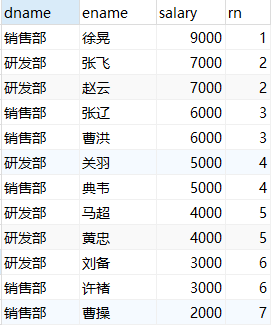 dname ename salary rn
销售部 徐晃 9000 1
研发部 张飞 7000 2
研发部 赵云 7000 2
销售部 张辽 6000 3
销售部 曹洪 6000 3
研发部 关羽 5000 4
销售部 典韦 5000 4
研发部 马超 4000 5
研发部 黄忠 4000 5
研发部 刘备 3000 6
销售部 许褚 3000 6
销售部 曹操 2000 7